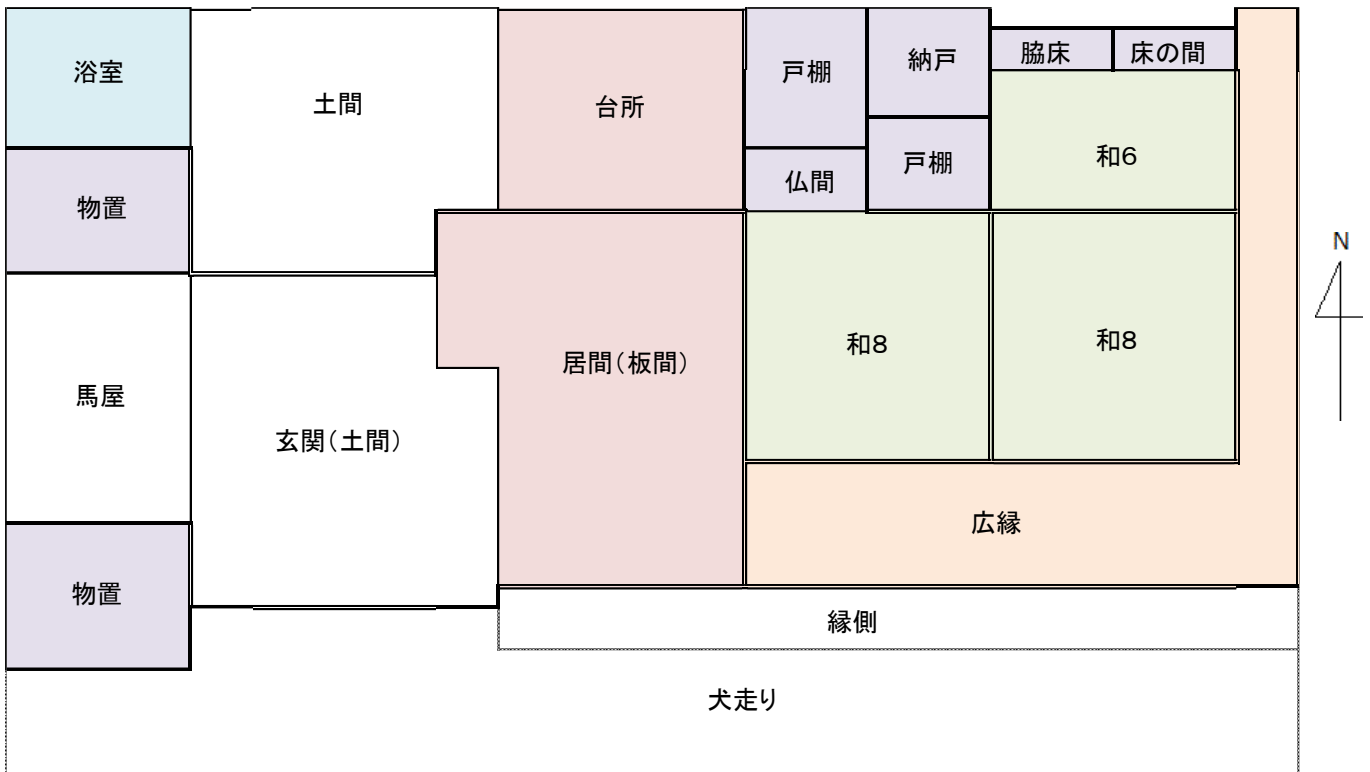 浴室
土間
台所
戸棚
納戸
脇床
床の間
物置
仏間
戸棚
和6
N
馬屋
玄関(土間)
居間(板間)
和8
和8
広縁
物置
縁側
犬走り